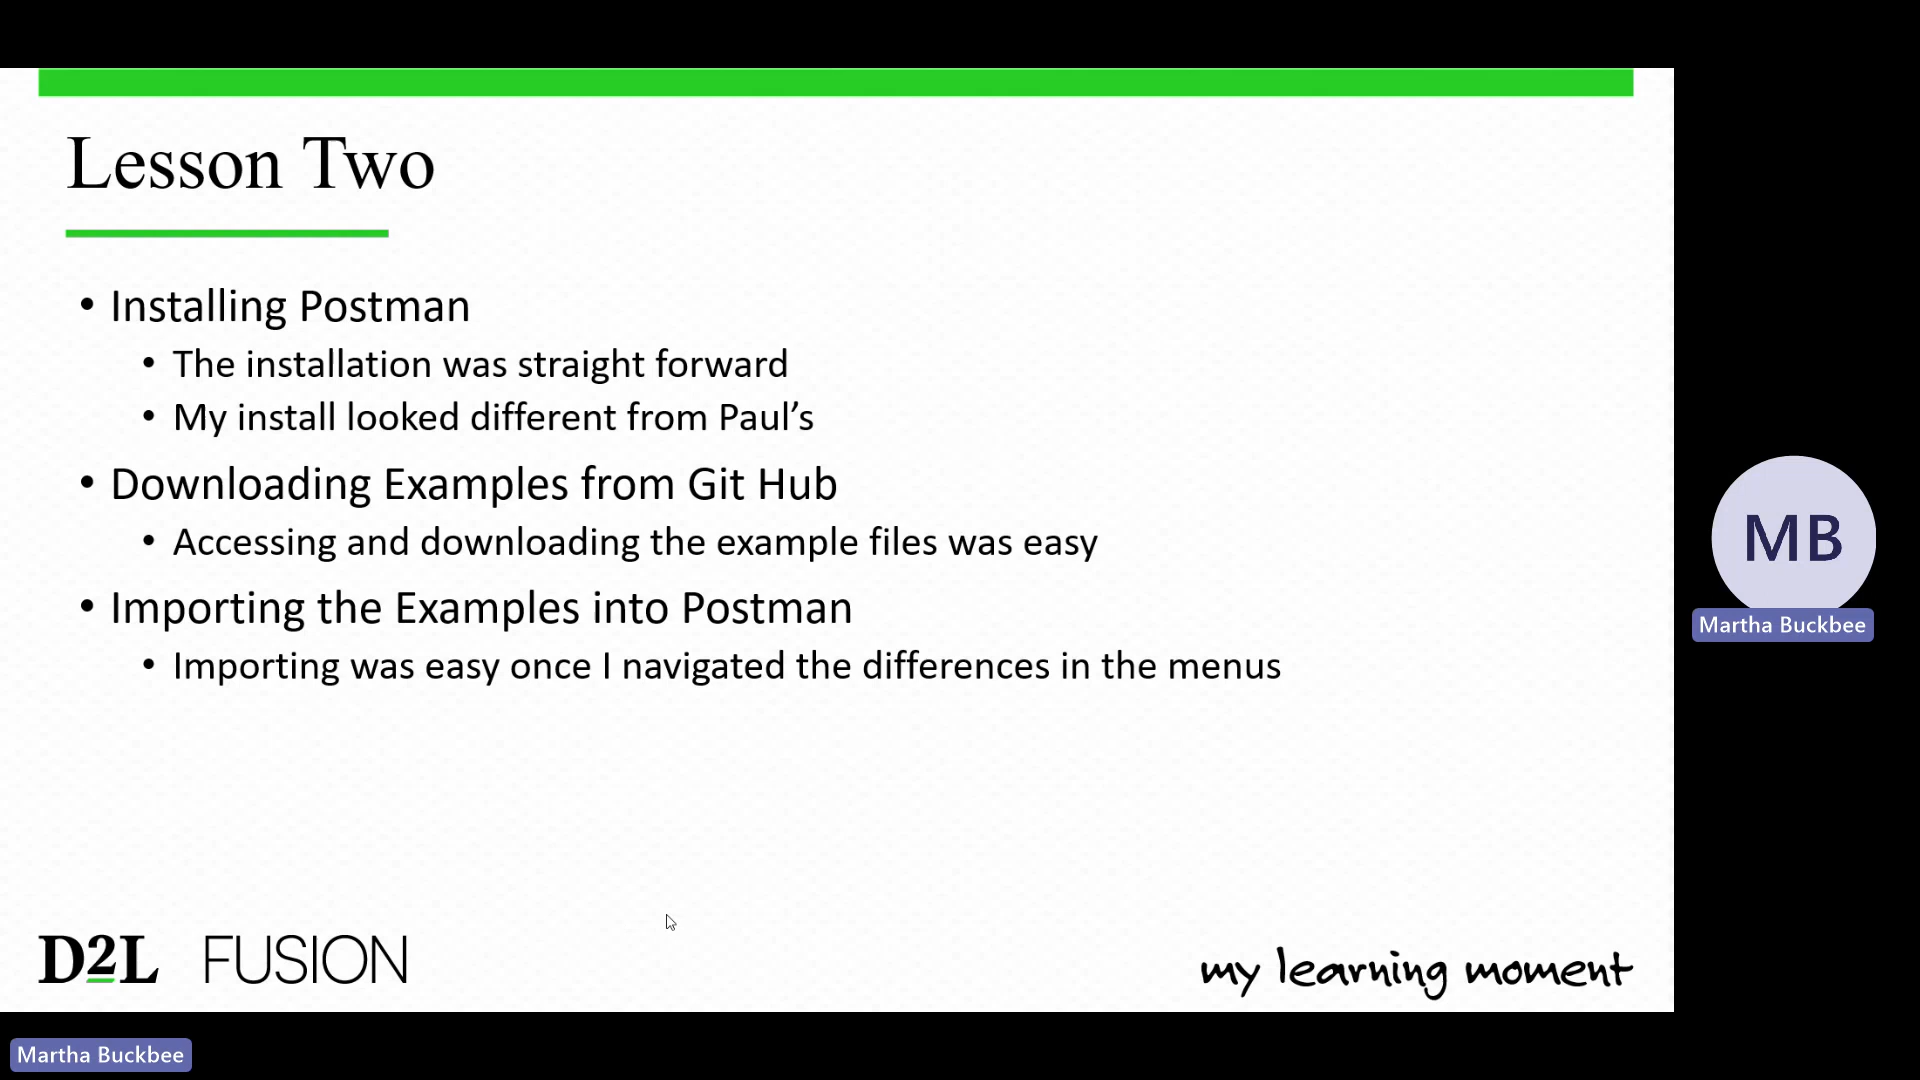 Lesson Two
• Installing Postman
• The installation was straight forward
• My install looked different from Paul’s
• Downloading Examples from Git Hub
• Accessing and downloading the example files was easy
• Importing the Examples into Postman
• Importing was easy once I navigated the differences in the menus
MB
Martha Buckbee
D2L FUSION
my learning moment
Martha Buckbee